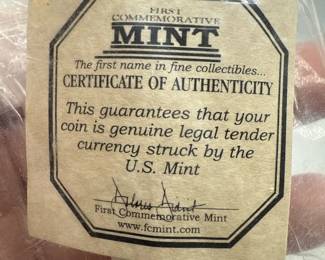 FIRST
COMMEMORATIVE
MINT
The first name in fine collectibles...
CERTIFICATE OF AUTHENTICITY
This guarantees that your
coin is genuine legal tender
currency struck by the
U.S. Mint
First Commemorative Mint
www.fcmint.com